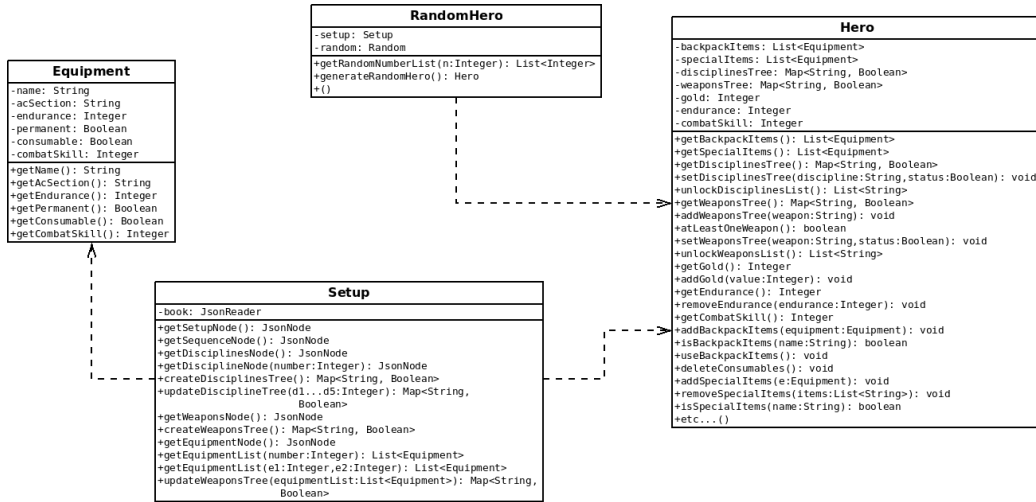 RandomHero
-setup: Setup
-random: Random
+getRandomNumberList(n:Integer): List<Integer>
+generateRandomHero(): Hero
+()
Hero
-backpackItems: List<Equipment>
-specialItems: List<Equipment>
-disciplinesTree: Map<String, Boolean>
-weaponsTree: Map<String, Boolean>
-gold: Integer
-endurance: Integer
-combatSkill: Integer
+getBackpackItems(): List<Equipment>
+getSpecialItems(): List<Equipment>
+getDisciplinesTree(): Map<String, Boolean>
+setDisciplinesTree(discipline:String,status:Boolean): void
+unlockDisciplinesList(): List<String>
+getWeaponsTree(): Map<String, Boolean>
+addWeaponsTree(weapon:String): void
+atLeastOneWeapon(): boolean
+setWeaponsTree(weapon:String,status:Boolean): void
+unlockWeaponsList(): List<String>
+getGold(): Integer
+addGold(value:Integer): void
+getEndurance(): Integer
+removeEndurance(endurance:Integer): void
+getCombatSkill(): Integer
+addBackpackItems(equipment:Equipment): void
+isBackpackItems(name:String): boolean
+useBackpackItems(): void
+deleteConsumables(): void
+addSpecialItems(e:Equipment): void
+removeSpecialItems(items:List<String>): void
+isSpecialItems(name:String): boolean
+etc...()
Equipment
-name: String
-acSection: String
-endurance: Integer
-permanent: Boolean
-consumable: Boolean
-combatSkill: Integer
+getName(): String
+getAcSection(): String
+getEndurance(): Integer
+getPermanent(): Boolean
+getConsumable(): Boolean
+getCombatSkill(): Integer
Setup
-book: JsonReader
+getSetupNode(): JsonNode
+getSequenceNode(): JsonNode
+getDisciplinesNode(): JsonNode
+getDisciplineNode(number:Integer): JsonNode
+createDisciplinesTree(): Map<String, Boolean>
+updateDisciplineTree(d1...d5:Integer): Map<String,
Boolean>
+getWeaponsNode(): JsonNode
+createWeaponsTree(): Map<String, Boolean>
+getEquipmentNode(): JsonNode
+getEquipmentList(number:Integer): List<Equipment>
+getEquipmentList(e1:Integer,e2:Integer): List<Equipment>
+updateWeaponsTree(equipmentList:List<Equipment>): Map<String,
Boolean>